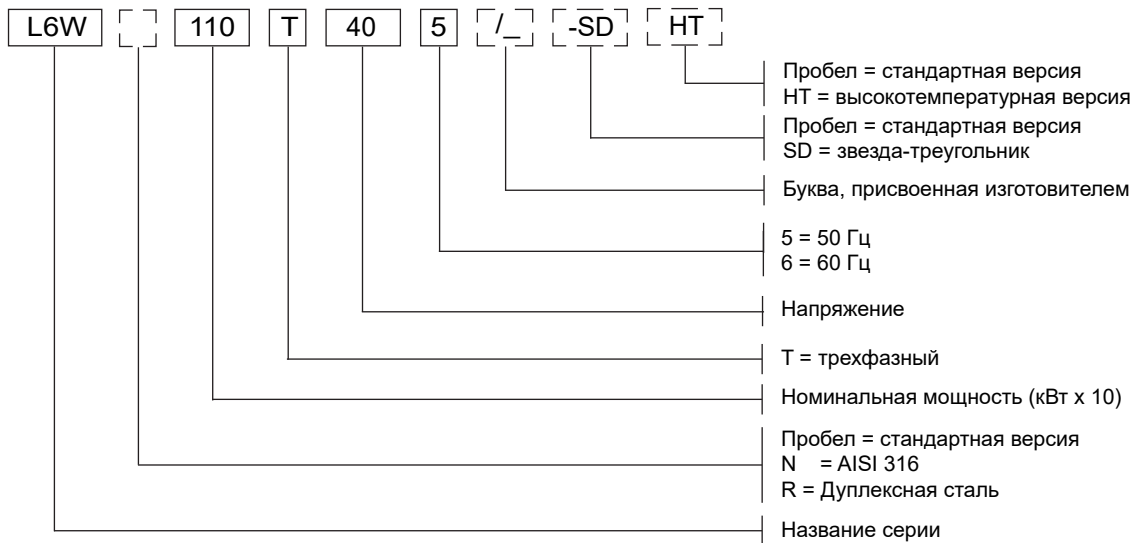 L6W 110 T 40 5 /_ -SD HT
Пробел = стандартная версия
HT = высокотемпературная версия
Пробел = стандартная версия
SD = звезда-треугольник
Буква, присвоенная изготовителем
5 = 50 Гц
6 = 60 Гц
Напряжение
T = трехфазный
Номинальная мощность (кВт x 10)
Пробел = стандартная версия
N = AISI 316
R = Дуплексная сталь
Название серии